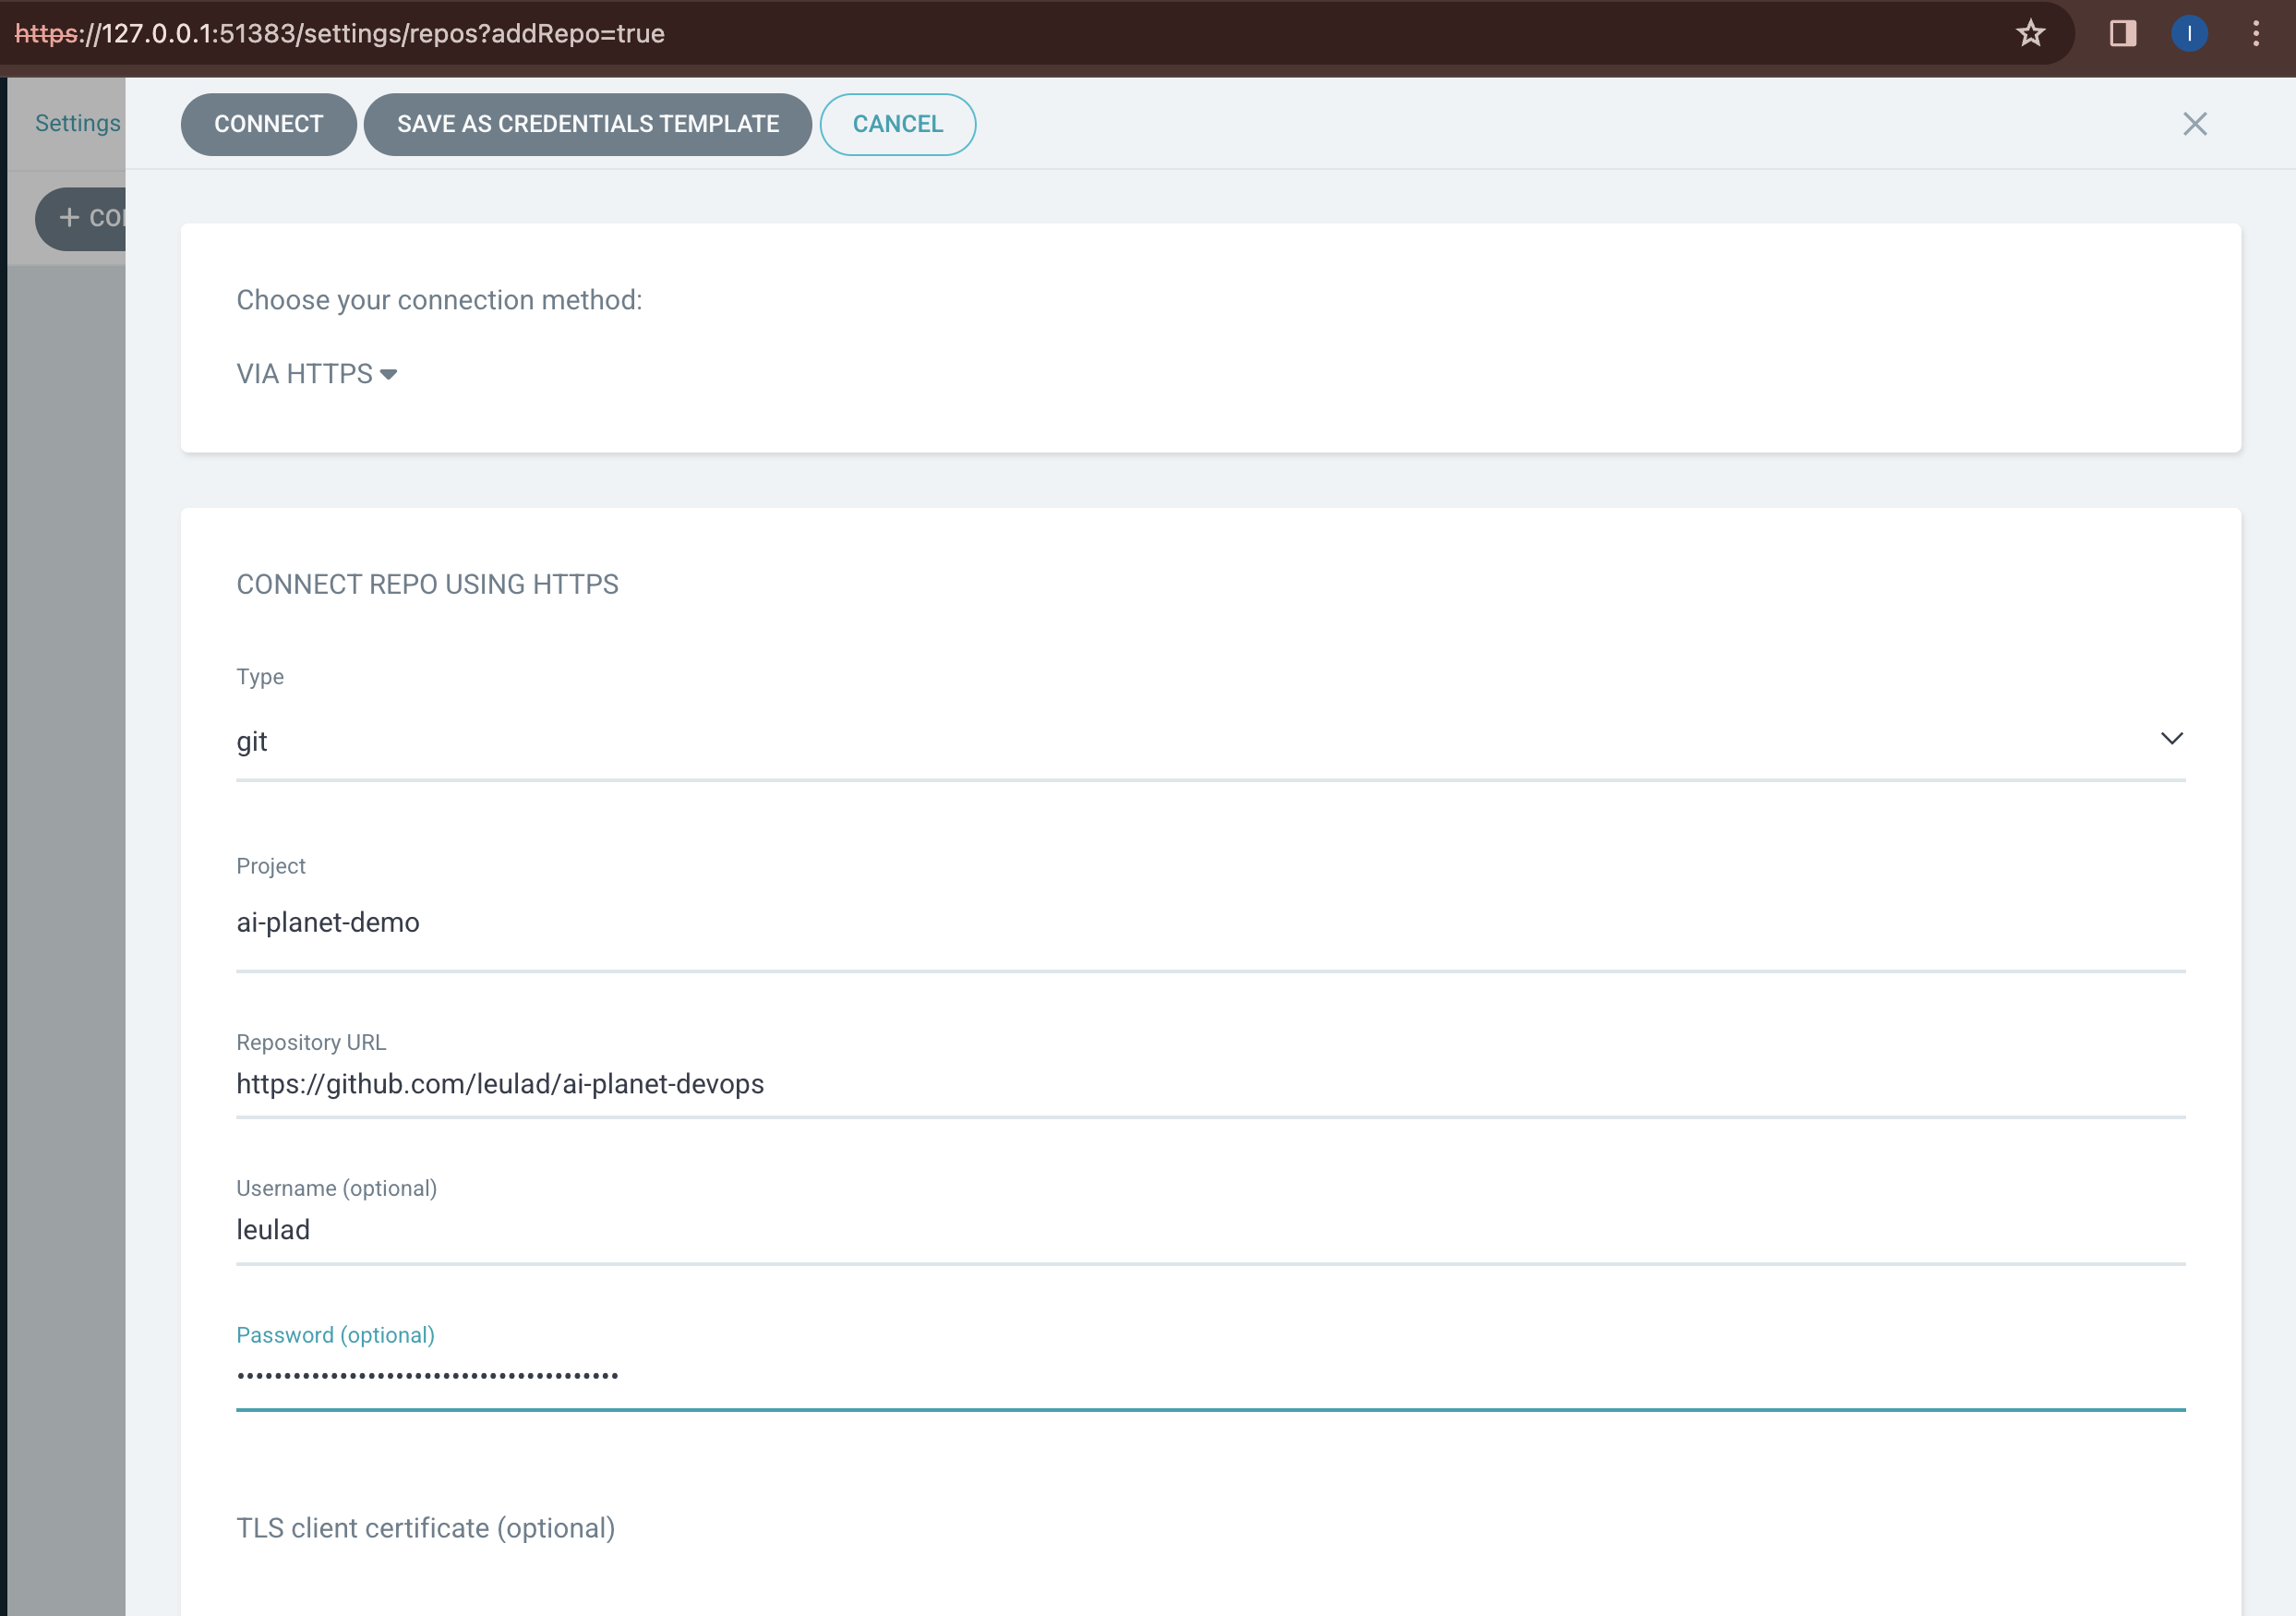 https://127.0.0.1:51383/settings/repos?addRepo=true
I
Settings
CONNECT
SAVE AS CREDENTIALS TEMPLATE
CANCEL
+
Choose your connection method:
VIA HTTPS
CONNECT REPO USING HTTPS
Type
git
Project
ai-planet-demo
Repository URL
https://github.com/leulad/ai-planet-devops
Username (optional)
leulad
Password (optional)
•••••••••••••••••••••••••••••••••••••••••
TLS client certificate (optional)